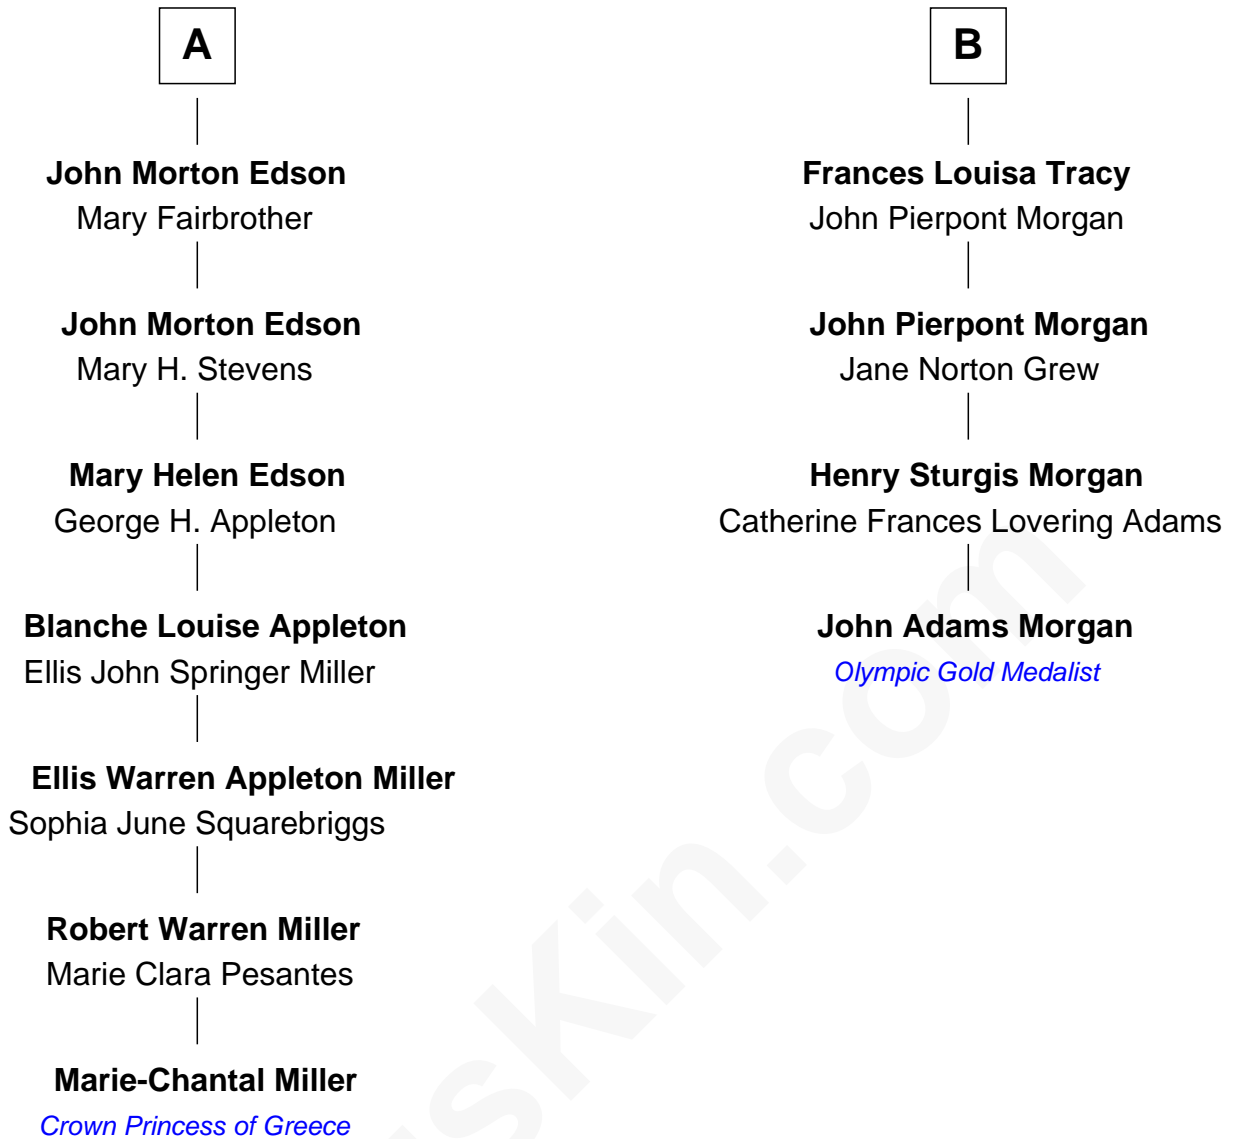 A
John Morton Edson
Mary Fairbrother
John Morton Edson
Mary H. Stevens
Mary Helen Edson
George H. Appleton
Blanche Louise Appleton
Ellis John Springer Miller
Ellis Warren Appleton Miller
Sophia June Squarebriggs
Robert Warren Miller
Marie Clara Pesantes
Marie-Chantal Miller
Crown Princess of Greece
B
Frances Louisa Tracy
John Pierpont Morgan
John Pierpont Morgan
Jane Norton Grew
Henry Sturgis Morgan
Catherine Frances Lovering Adams
John Adams Morgan
Olympic Gold Medalist
sKin.com